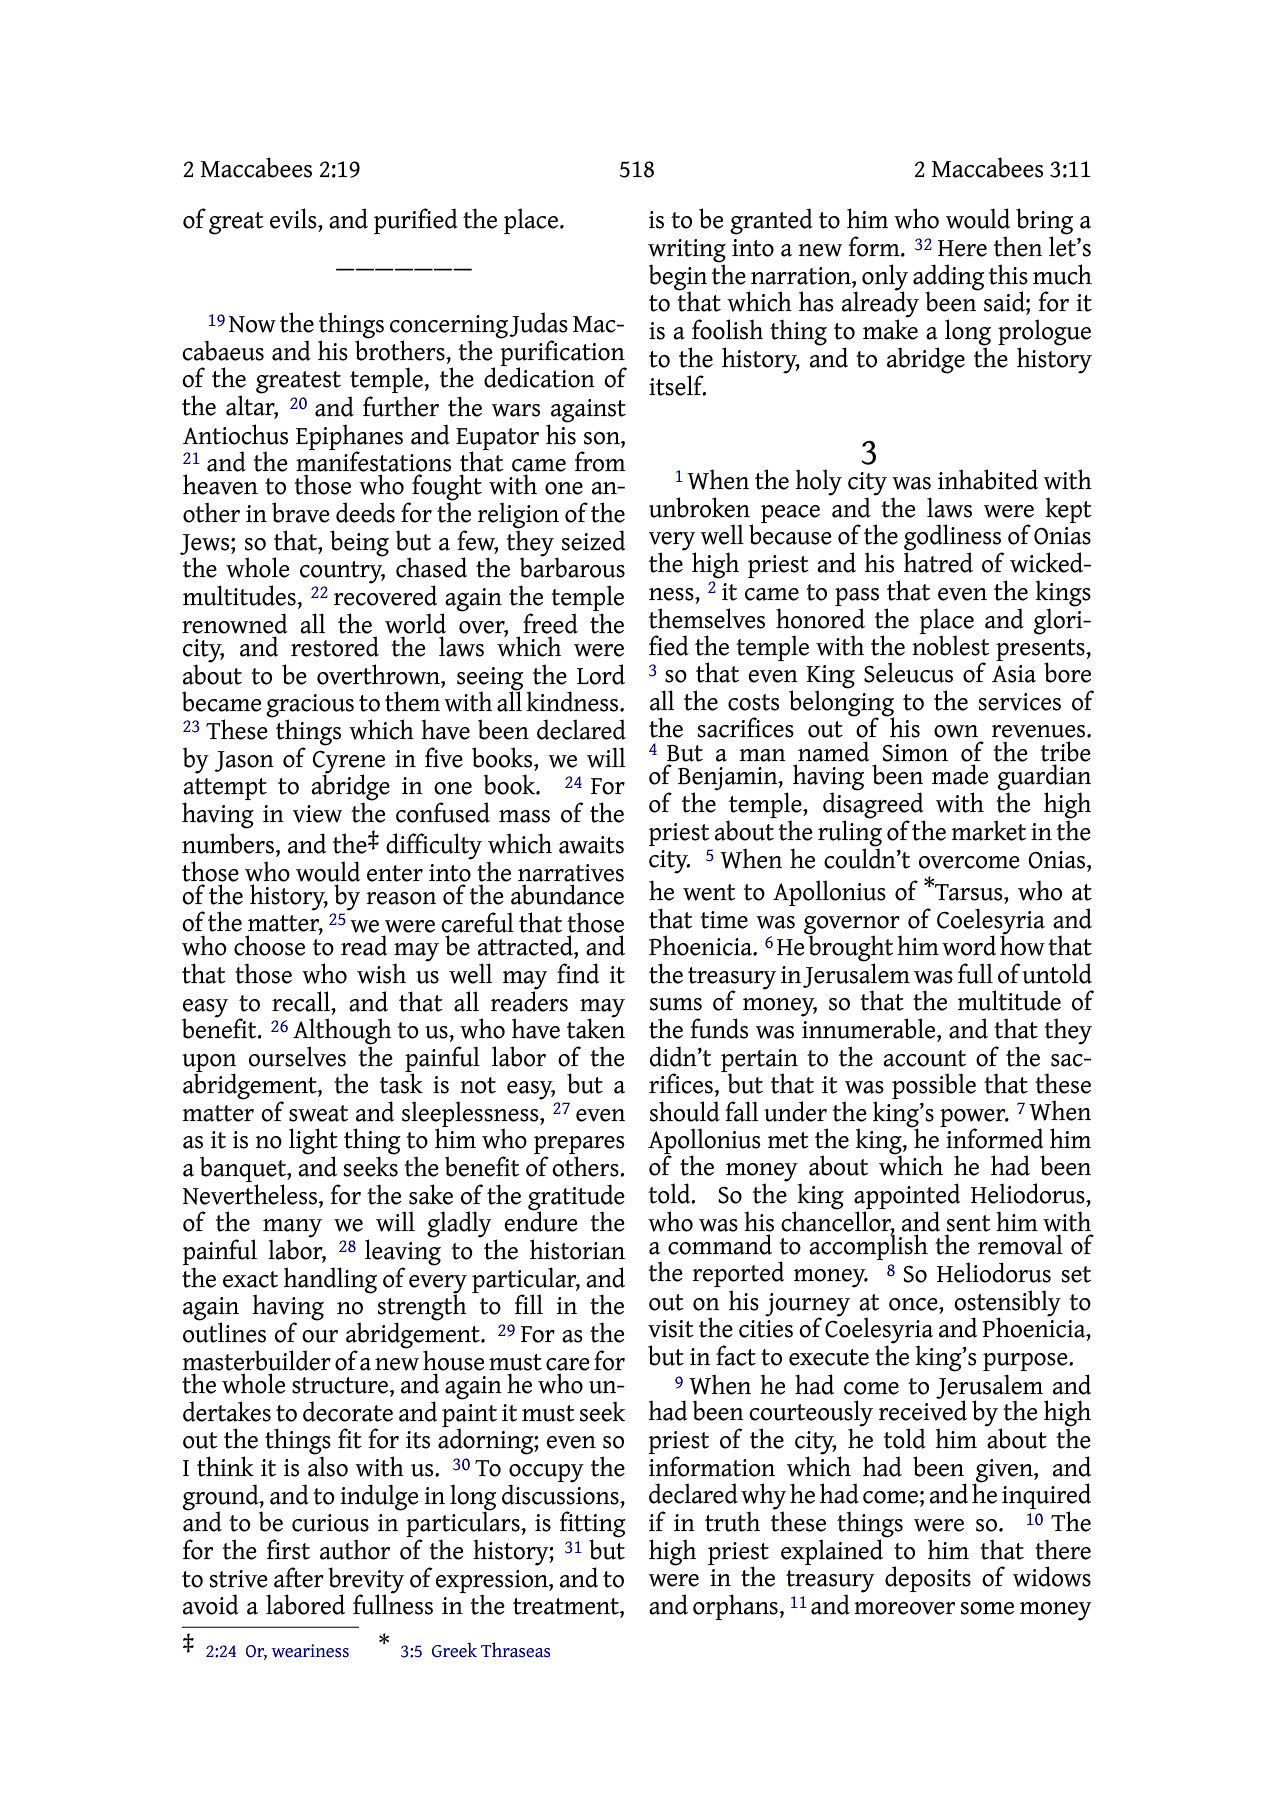 2 Maccabees 2:19 518 2 Maccabees 3:11
of great evils, and purified the place.
———————
19 Now the things concerning Judas Mac-
cabaeus and his brothers, the purification
of the greatest temple, the dedication of
the altar, 20 and further the wars against
Antiochus Epiphanes and Eupator his son,
21 and the manifestations that came from
heaven to those who fought with one an-
other in brave deeds for the religion of the
Jews; so that, being but a few, they seized
the whole country, chased the barbarous
multitudes, 22 recovered again the temple
renowned all the world over, freed the
city, and restored the laws which were
about to be overthrown, seeing the Lord
became gracious to them with all kindness.
23 These things which have been declared
by Jason of Cyrene in five books, we will
attempt to abridge in one book. 24 For
having in view the confused mass of the
numbers, and the‡ difficulty which awaits
those who would enter into the narratives
of the history, by reason of the abundance
of the matter, 25 we were careful that those
who choose to read may be attracted, and
that those who wish us well may find it
easy to recall, and that all readers may
benefit. 26 Although to us, who have taken
upon ourselves the painful labor of the
abridgement, the task is not easy, but a
matter of sweat and sleeplessness, 27 even
as it is no light thing to him who prepares
a banquet, and seeks the benefit of others.
Nevertheless, for the sake of the gratitude
of the many we will gladly endure the
painful labor, 28 leaving to the historian
the exact handling of every particular, and
again having no strength to fill in the
outlines of our abridgement. 29 For as the
masterbuilder of a new house must care for
the whole structure, and again he who un-
dertakes to decorate and paint it must seek
out the things fit for its adorning; even so
I think it is also with us. 30 To occupy the
ground, and to indulge in long discussions,
and to be curious in particulars, is fitting
for the first author of the history; 31 but
to strive after brevity of expression, and to
avoid a labored fullness in the treatment,
is to be granted to him who would bring a
writing into a new form. 32 Here then let’s
begin the narration, only adding this much
to that which has already been said; for it
is a foolish thing to make a long prologue
to the history, and to abridge the history
itself.
3
1 When the holy city was inhabited with
unbroken peace and the laws were kept
very well because of the godliness of Onias
the high priest and his hatred of wicked-
ness, 2 it came to pass that even the kings
themselves honored the place and glori-
fied the temple with the noblest presents,
3 so that even King Seleucus of Asia bore
all the costs belonging to the services of
the sacrifices out of his own revenues.
4 But a man named Simon of the tribe
of Benjamin, having been made guardian
of the temple, disagreed with the high
priest about the ruling of the market in the
city. 5 When he couldn’t overcome Onias,
he went to Apollonius of *Tarsus, who at
that time was governor of Coelesyria and
Phoenicia. 6 He brought him word how that
the treasury in Jerusalem was full of untold
sums of money, so that the multitude of
the funds was innumerable, and that they
didn’t pertain to the account of the sac-
rifices, but that it was possible that these
should fall under the king’s power. 7 When
Apollonius met the king, he informed him
of the money about which he had been
told. So the king appointed Heliodorus,
who was his chancellor, and sent him with
a command to accomplish the removal of
the reported money. 8 So Heliodorus set
out on his journey at once, ostensibly to
visit the cities of Coelesyria and Phoenicia,
but in fact to execute the king’s purpose.
9 When he had come to Jerusalem and
had been courteously received by the high
priest of the city, he told him about the
information which had been given, and
declared why he had come; and he inquired
if in truth these things were so. 10 The
high priest explained to him that there
were in the treasury deposits of widows
and orphans, 11 and moreover some money
‡ 2:24 Or, weariness * 3:5 Greek Thraseas